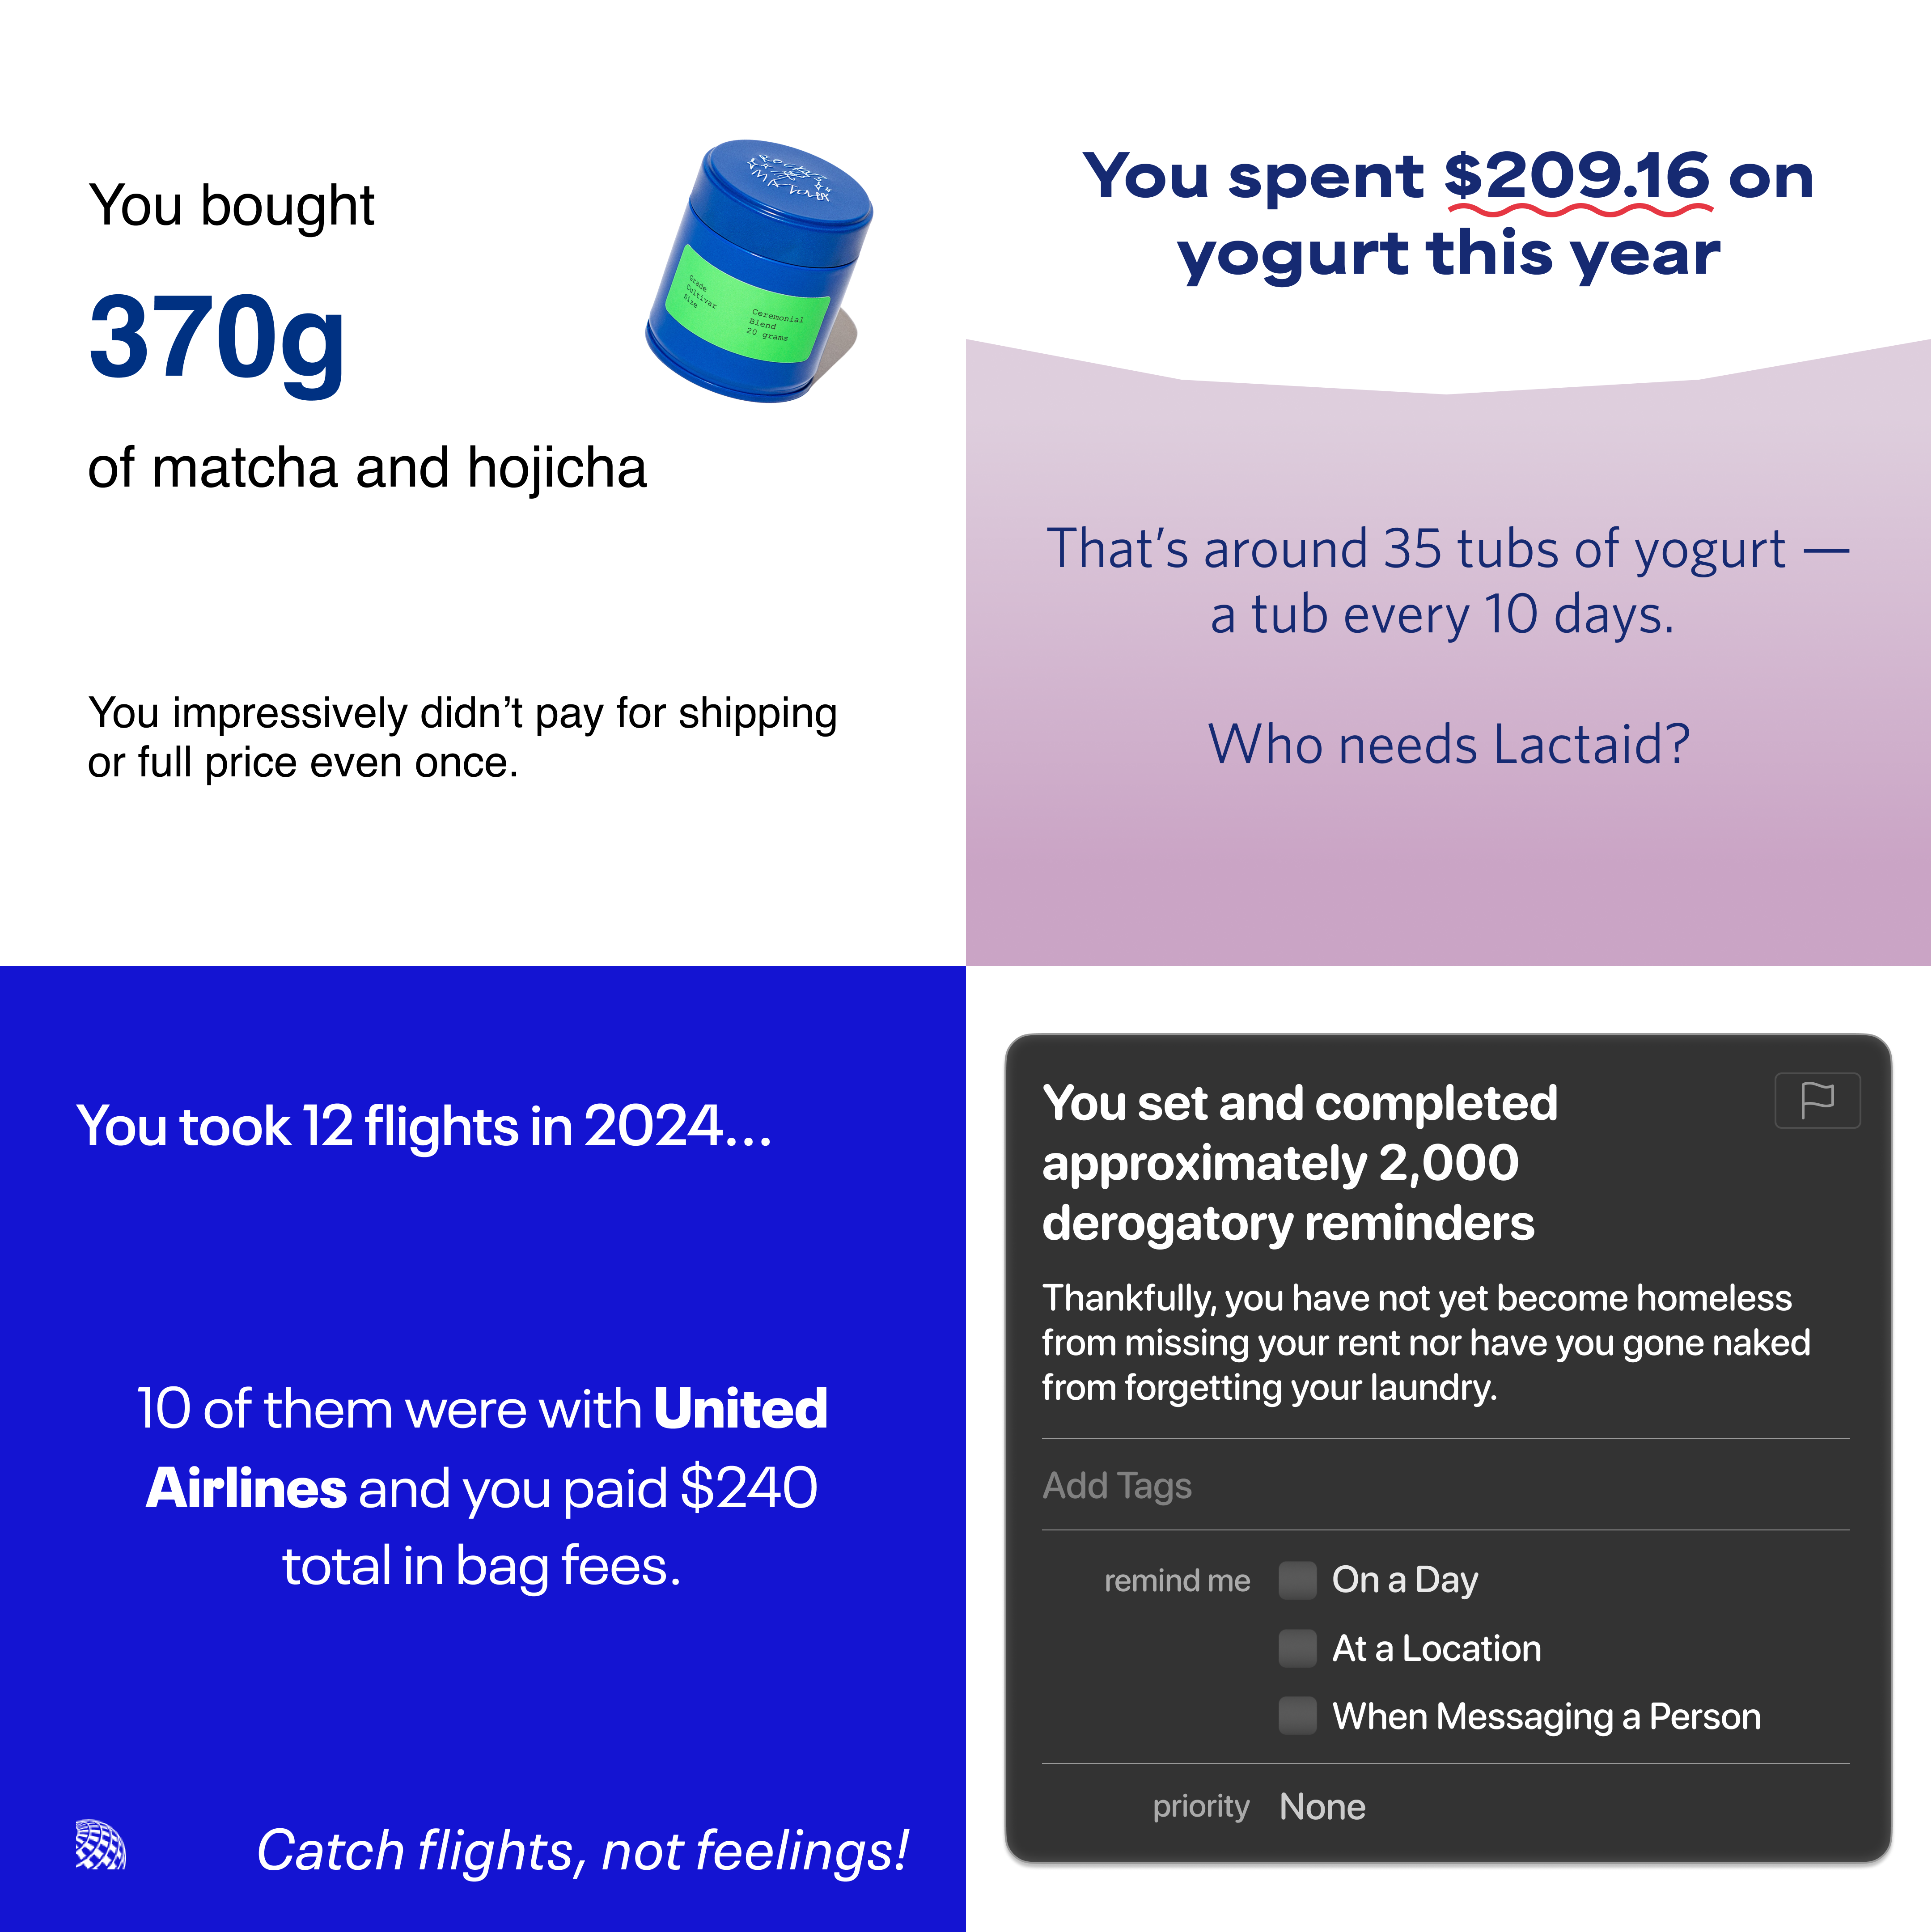 You bought
370g
of matcha and hojicha
You impressively didn’t pay for shipping
or full price even once.
Rocky's
MATCHA
Grade
Cultivar
Size
Ceremonial
Blend
20 grams
You spent $209.16 on
yogurt this year
That’s around 35 tubs of yogurt —
a tub every 10 days.
Who needs Lactaid?
You took 12 flights in 2024...
10 of them were with United
Airlines and you paid $240
total in bag fees.
Catch flights, not feelings!
You set and completed
approximately 2,000
derogatory reminders
Thankfully, you have not yet become homeless
from missing your rent nor have you gone naked
from forgetting your laundry.
Add Tags
remind me On a Day
At a Location
When Messaging a Person
priority None